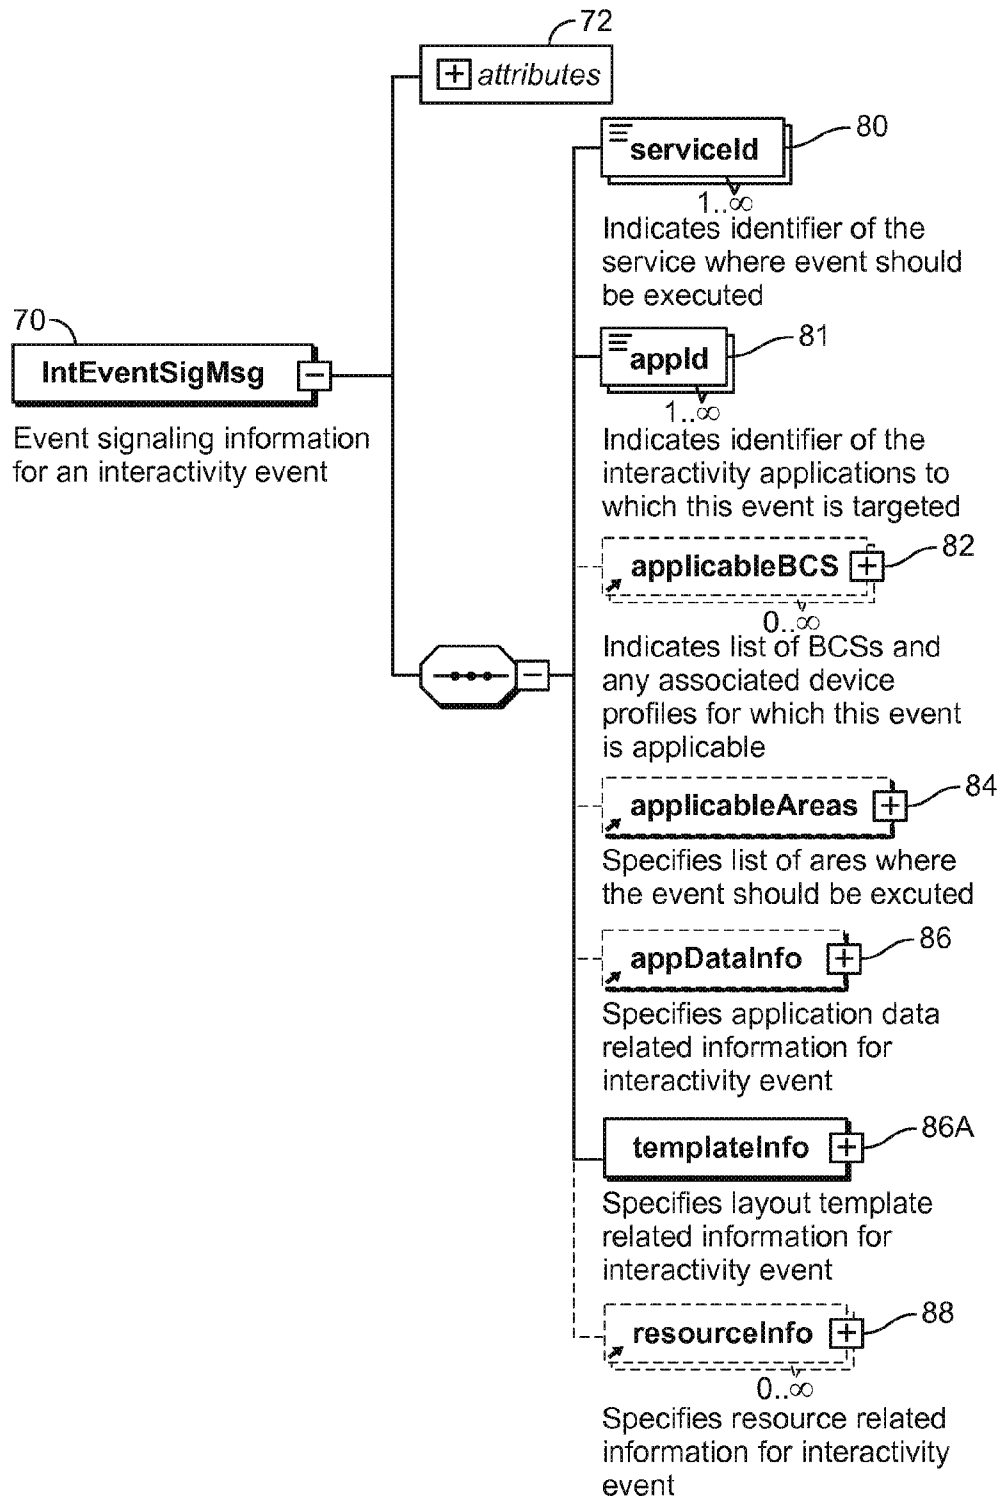 72
attributes
80
serviceId
1..∞
Indicates identifier of the
service where event should
be executed
70
IntEventSigMsg
Event signaling information
for an interactivity event
81
appId
1..∞
Indicates identifier of the
interactivity applications to
which this event is targeted
82
applicableBCS
0..∞
Indicates list of BCSs and
any associated device
profiles for which this event
is applicable
84
applicableAreas
Specifies list of ares where
the event should be excuted
86
appDataInfo
Specifies application data
related information for
interactivity event
86A
templateInfo
Specifies layout template
related information for
interactivity event
88
resourceInfo
0..∞
Specifies resource related
information for interactivity
event